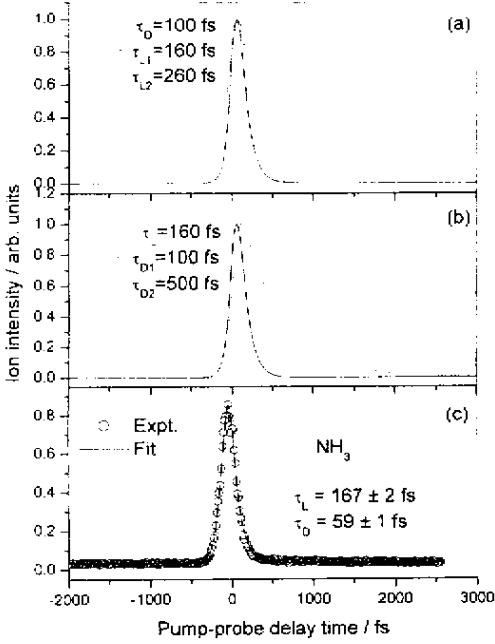 1.0
0.8
0.6
0.4
0.2
0.0
τD=100 fs
τL1=160 fs
τL2=260 fs
(a)
1.2
1.0
0.8
0.6
0.4
0.2
0.0
τ =160 fs
τD1=100 fs
τD2=500 fs
(b)
Ion intensity / arb. units
0.8
0.6
0.4
0.2
0.0
Expt.
Fit
NH3
τL = 167 ± 2 fs
τD = 59 ± 1 fs
(c)
-2000 -1000 0 1000 2000 3000
Pump-probe delay time / fs